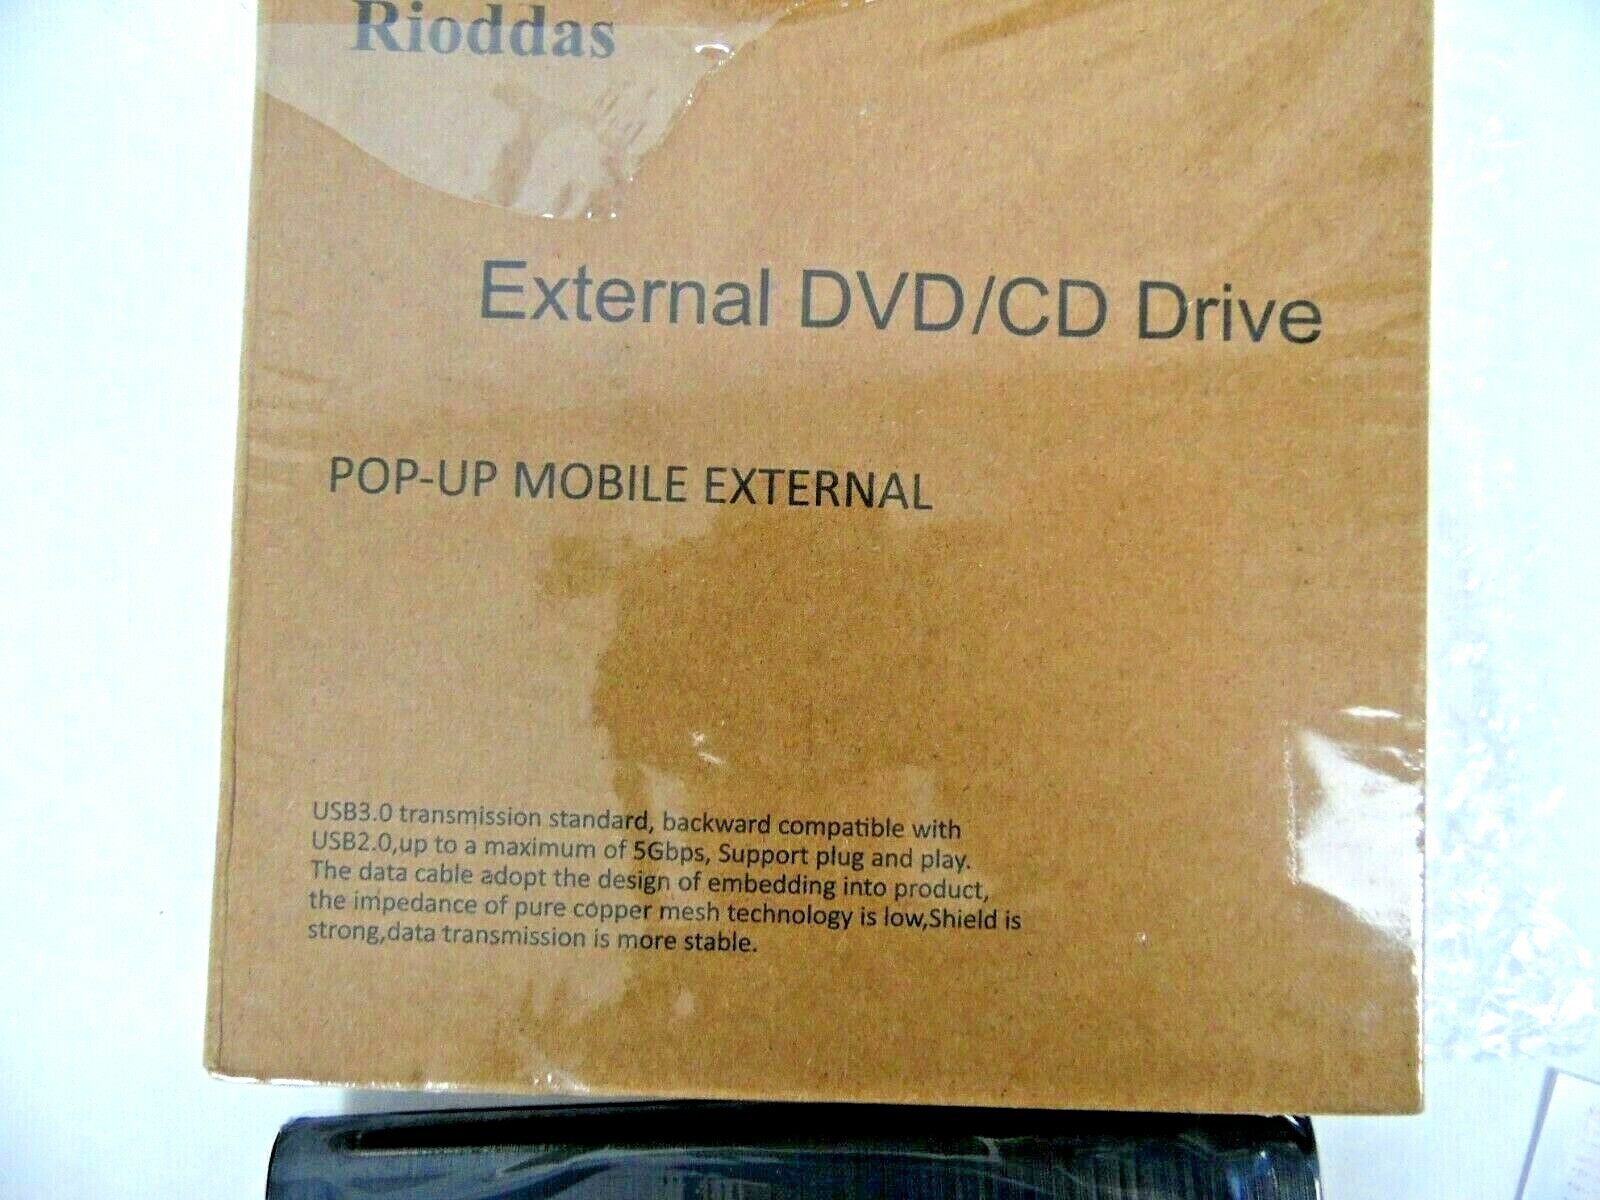 Rioddas
External DVD/CD Drive
POP-UP MOBILE EXTERNAL
USB3.0 transmission standard, backward compatible with
USB2.0,up to a maximum of 5Gbps, Support plug and play.
The data cable adopt the design of embedding into product,
the impedance of pure copper mesh technology is low,Shield is
strong,data transmission is more stable.